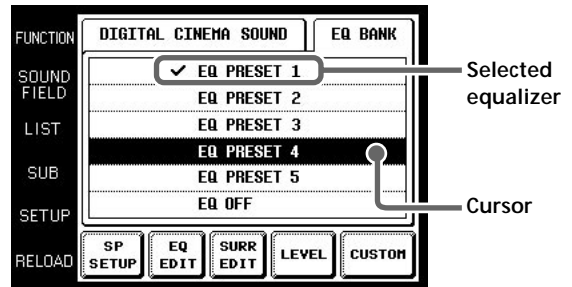 FUNCTION
SOUND
FIELD
LIST
SUB
SETUP
RELOAD
DIGITAL CINEMA SOUND
EQ BANK
✓ EQ PRESET 1
EQ PRESET 2
EQ PRESET 3
EQ PRESET 4
EQ PRESET 5
EQ OFF
SP
SETUP
EQ
EDIT
SURR
EDIT
LEVEL
CUSTOM
Selected
equalizer
Cursor